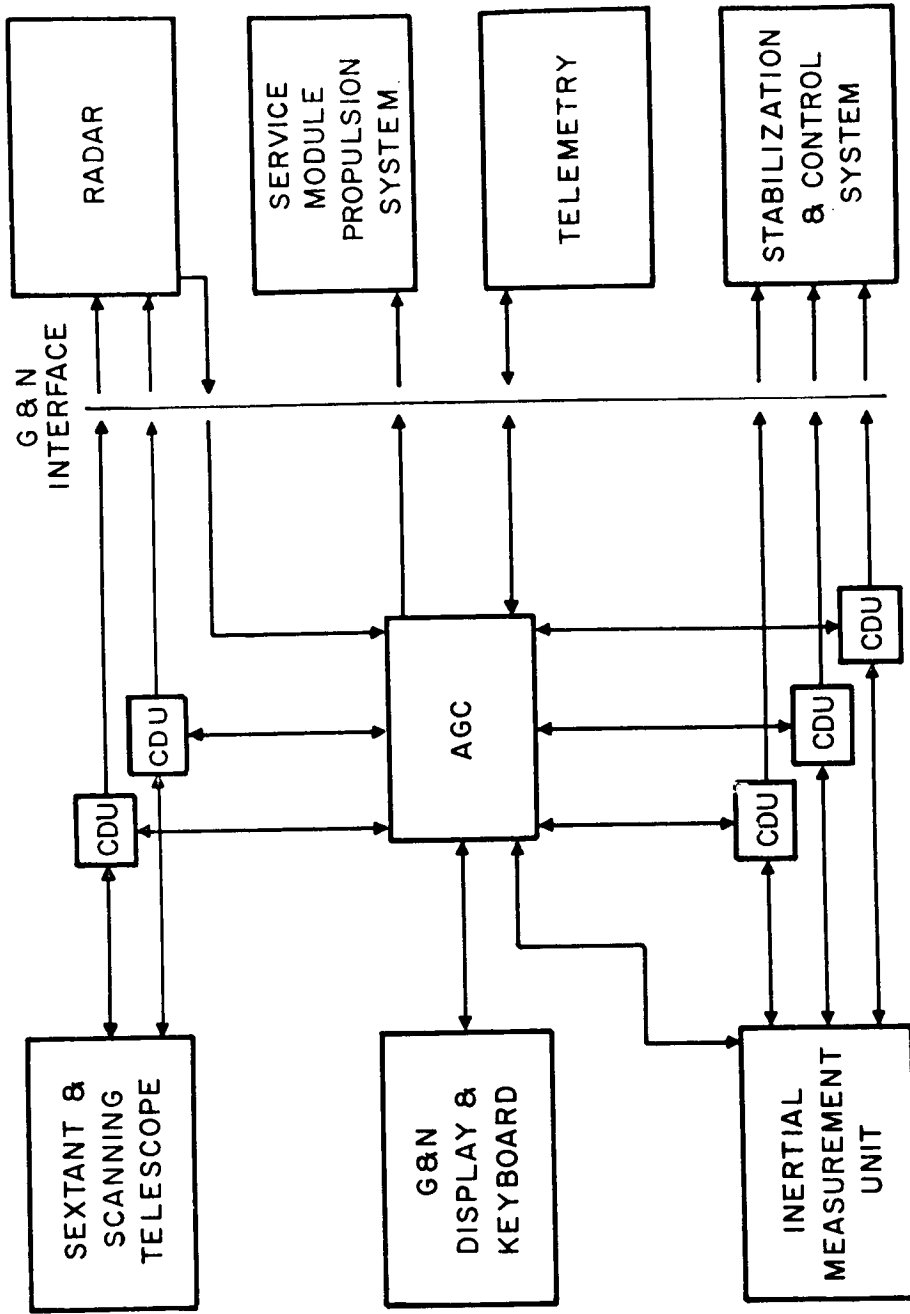 SEXTANT &
SCANNING
TELESCOPE
G&N
DISPLAY &
KEYBOARD
INERTIAL
MEASUREMENT
UNIT
CDU
CDU
AGC
CDU
CDU
CDU
G&N
INTERFACE
RADAR
SERVICE
MODULE
PROPULSION
SYSTEM
TELEMETRY
STABILIZATION
& CONTROL
SYSTEM